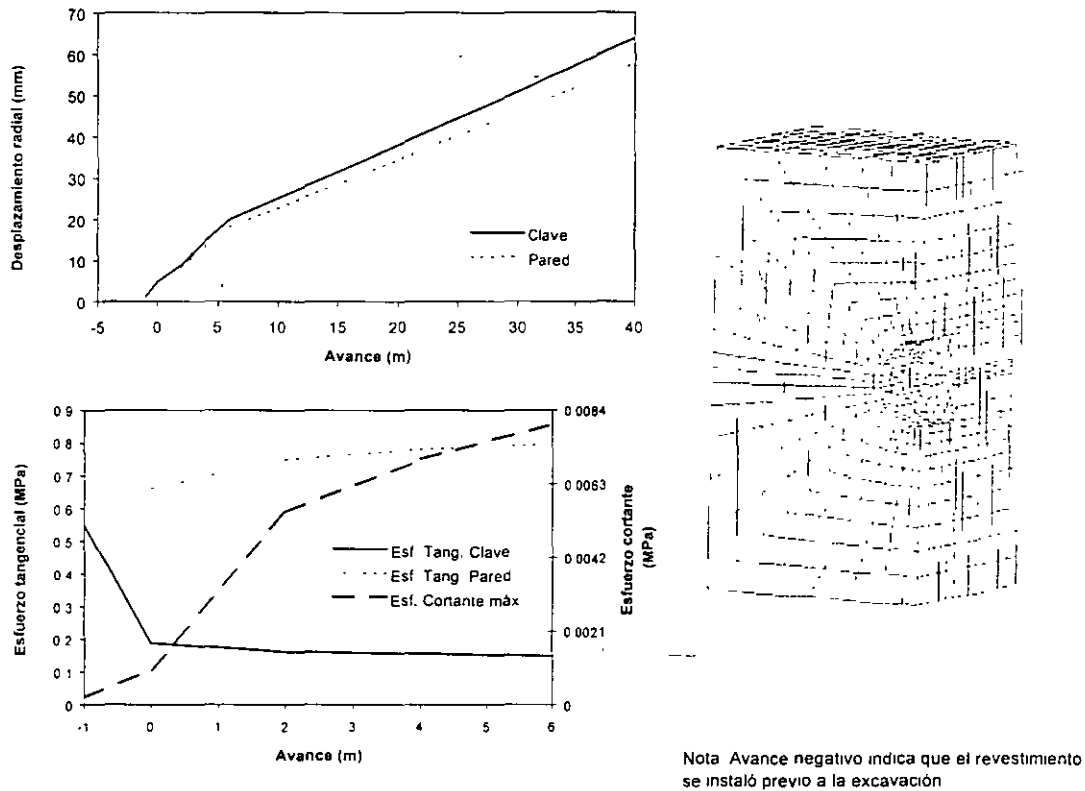 70
60
50
40
30
20
10
0
-5 0 5 10 15 20 25 30 35 40
Desplazamiento radial (mm)
Avance (m)
Clave
Pared
0 9
0 8
0 7
0 6
0 5
0 4
0 3
0 2
0 1
0
Esfuerzo tangencial (MPa)
-1 0 1 2 3 4 5 6
Avance (m)
0 0084
0 0063
0 0042
0 0021
0
Esfuerzo cortante
(MPa)
Esf Tang. Clave
Esf Tang Pared
Esf. Cortante máx
Nota Avance negativo indica que el revestimiento
se instaló previo a la excavación